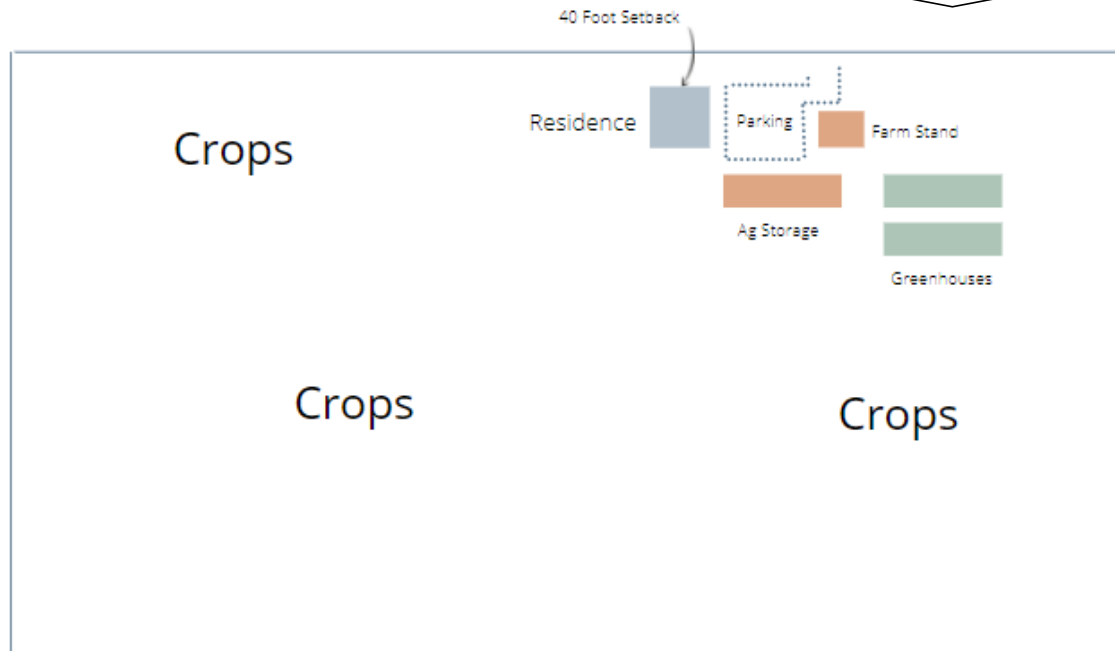 40 Foot Setback
Residence
Parking
Farm Stand
Crops
Ag Storage
Greenhouses
Crops
Crops